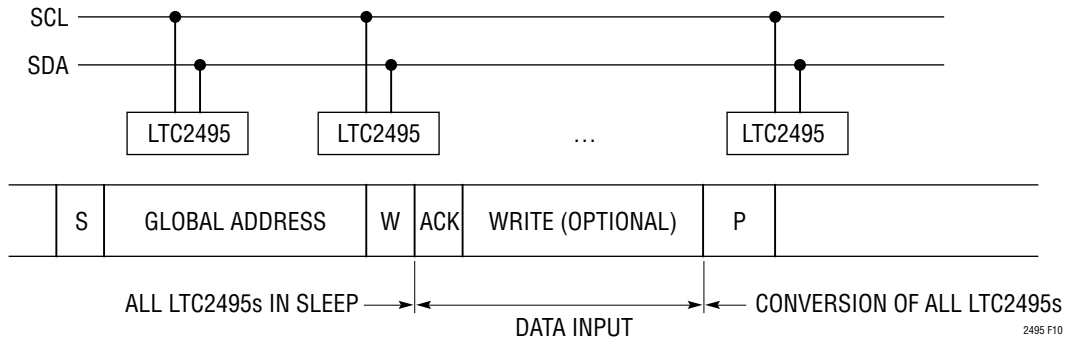 SCL
SDA
LTC2495 LTC2495 … LTC2495
S GLOBAL ADDRESS W ACK WRITE (OPTIONAL) P
ALL LTC2495s IN SLEEP CONVERSION OF ALL LTC2495s
DATA INPUT
2495 F10